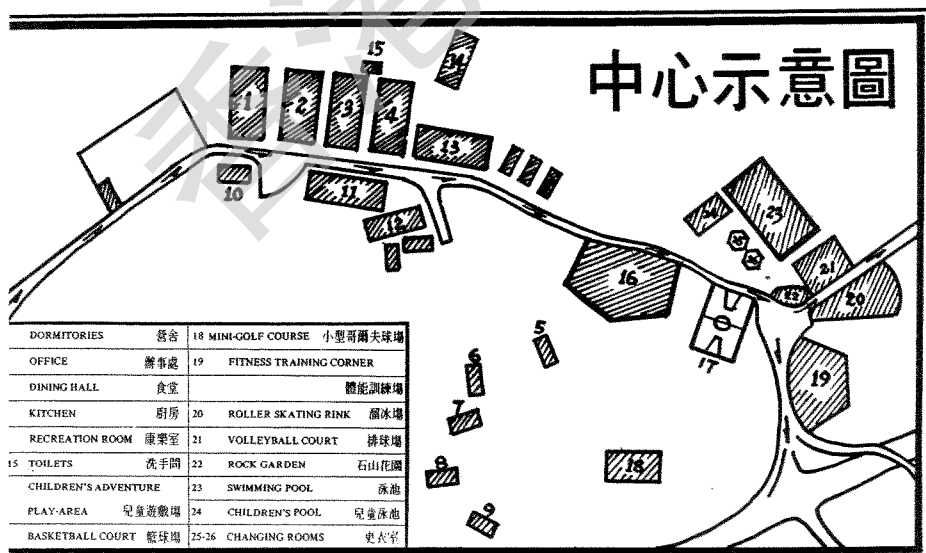 中心示意圖
15
34
1
2
3
4
13
10
11
12
23
24
25
26
21
22
20
16
17
19
5
6
7
8
9
18
DORMITORIES 營舍
OFFICE 辦事處
DINING HALL 食堂
KITCHEN 廚房
RECREATION ROOM 康樂室
15 TOILETS 洗手間
CHILDREN'S ADVENTURE
PLAY-AREA 兒童遊戲場
BASKETBALL COURT 籃球場
18 MINI-GOLF COURSE 小型哥爾夫球場
19 FITNESS TRAINING CORNER
體能訓練場
20 ROLLER SKATING RINK 溜冰場
21 VOLLEYBALL COURT 排球場
22 ROCK GARDEN 石山花園
23 SWIMMING POOL 泳池
24 CHILDREN'S POOL 兒童泳池
25-26 CHANGING ROOMS 更衣室
香港